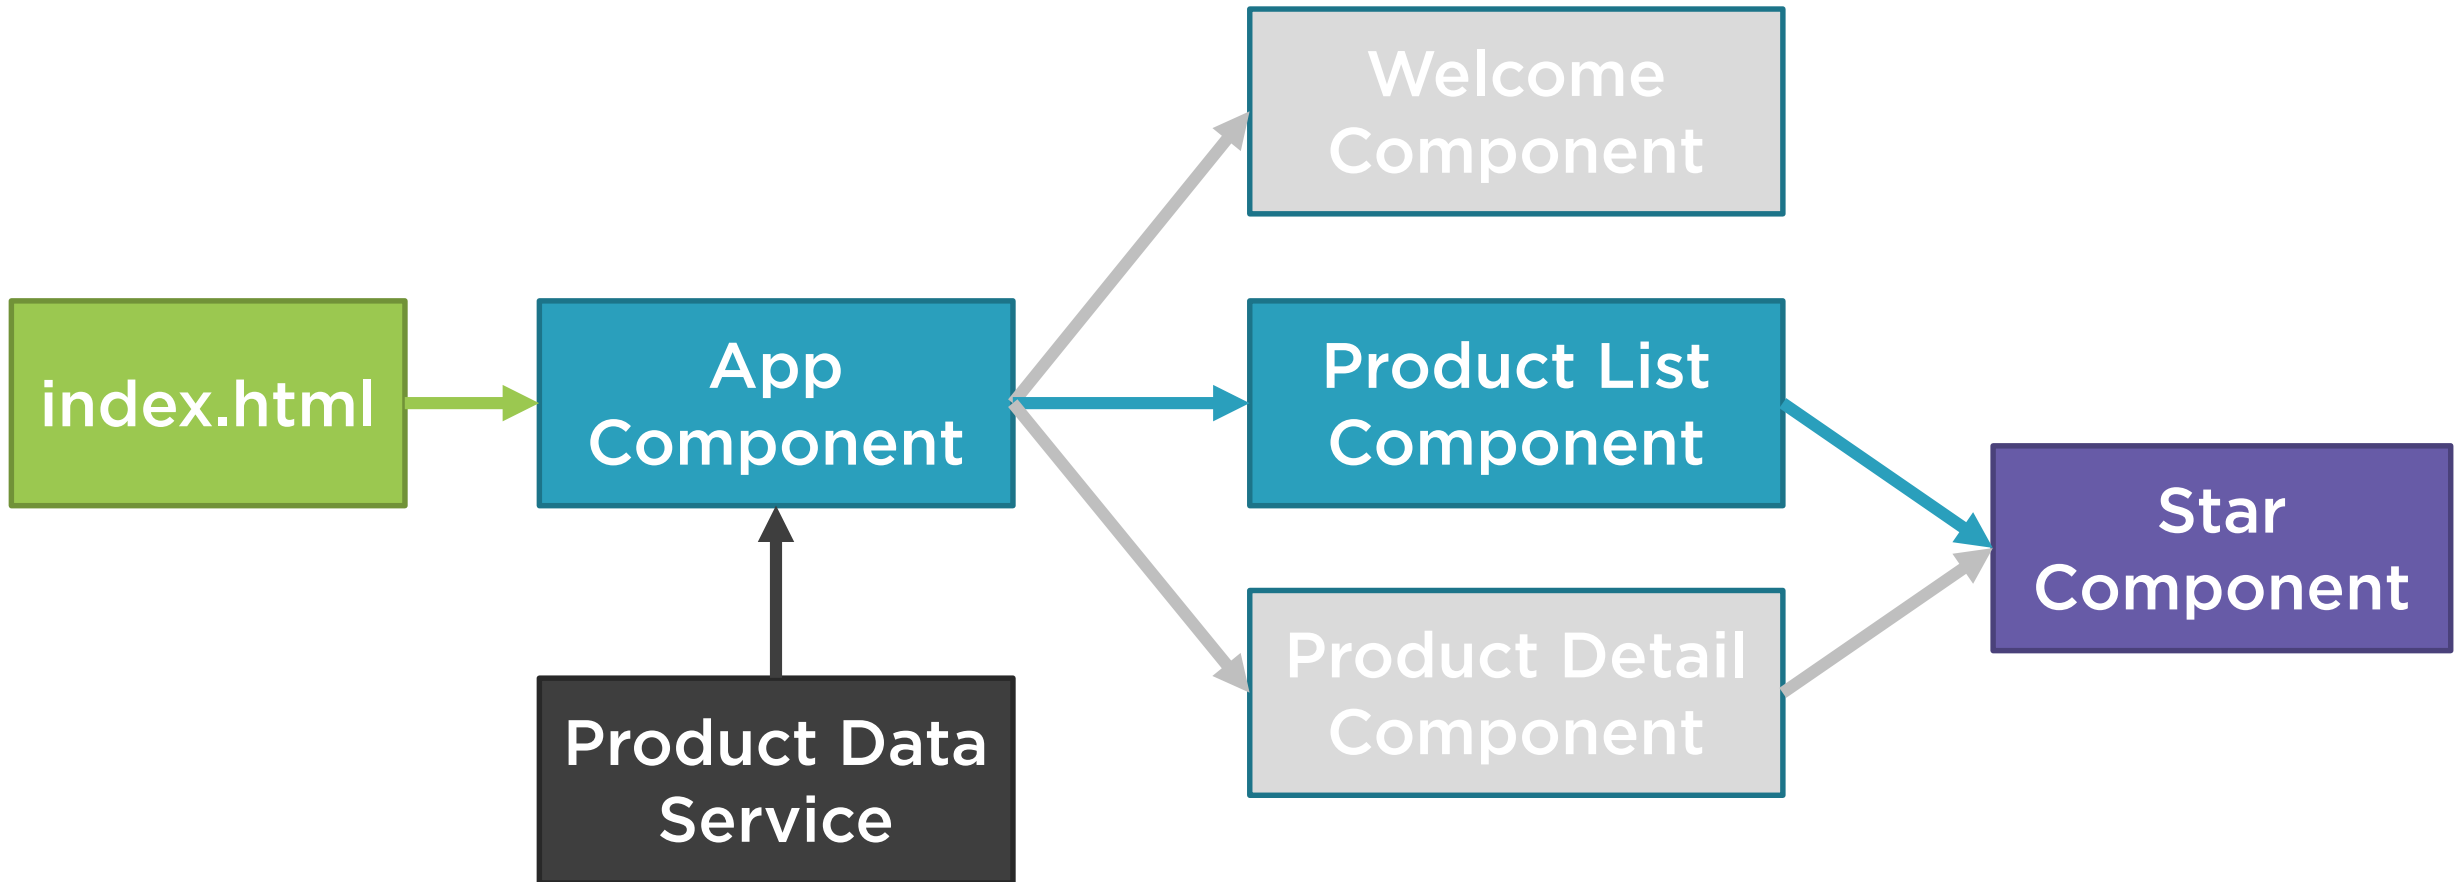 Welcome
Component
index.html
App
Component
Product List
Component
Star
Component
Product Data
Service
Product Detail
Component